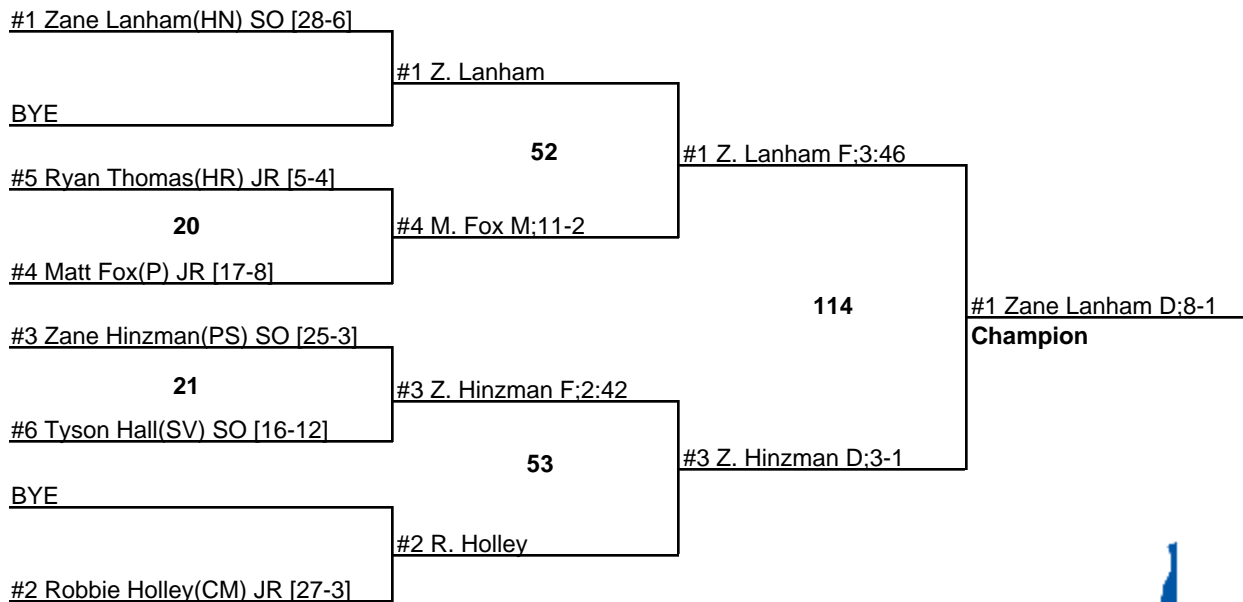 #1 Zane Lanham(HN) SO [28-6]
#1 Z. Lanham
BYE
52
#1 Z. Lanham F;3:46
#5 Ryan Thomas(HR) JR [5-4]
20
#4 M. Fox M;11-2
#4 Matt Fox(P) JR [17-8]
114
#1 Zane Lanham D;8-1
Champion
#3 Zane Hinzman(PS) SO [25-3]
21
#3 Z. Hinzman F;2:42
#6 Tyson Hall(SV) SO [16-12]
53
#3 Z. Hinzman D;3-1
BYE
#2 R. Holley
#2 Robbie Holley(CM) JR [27-3]